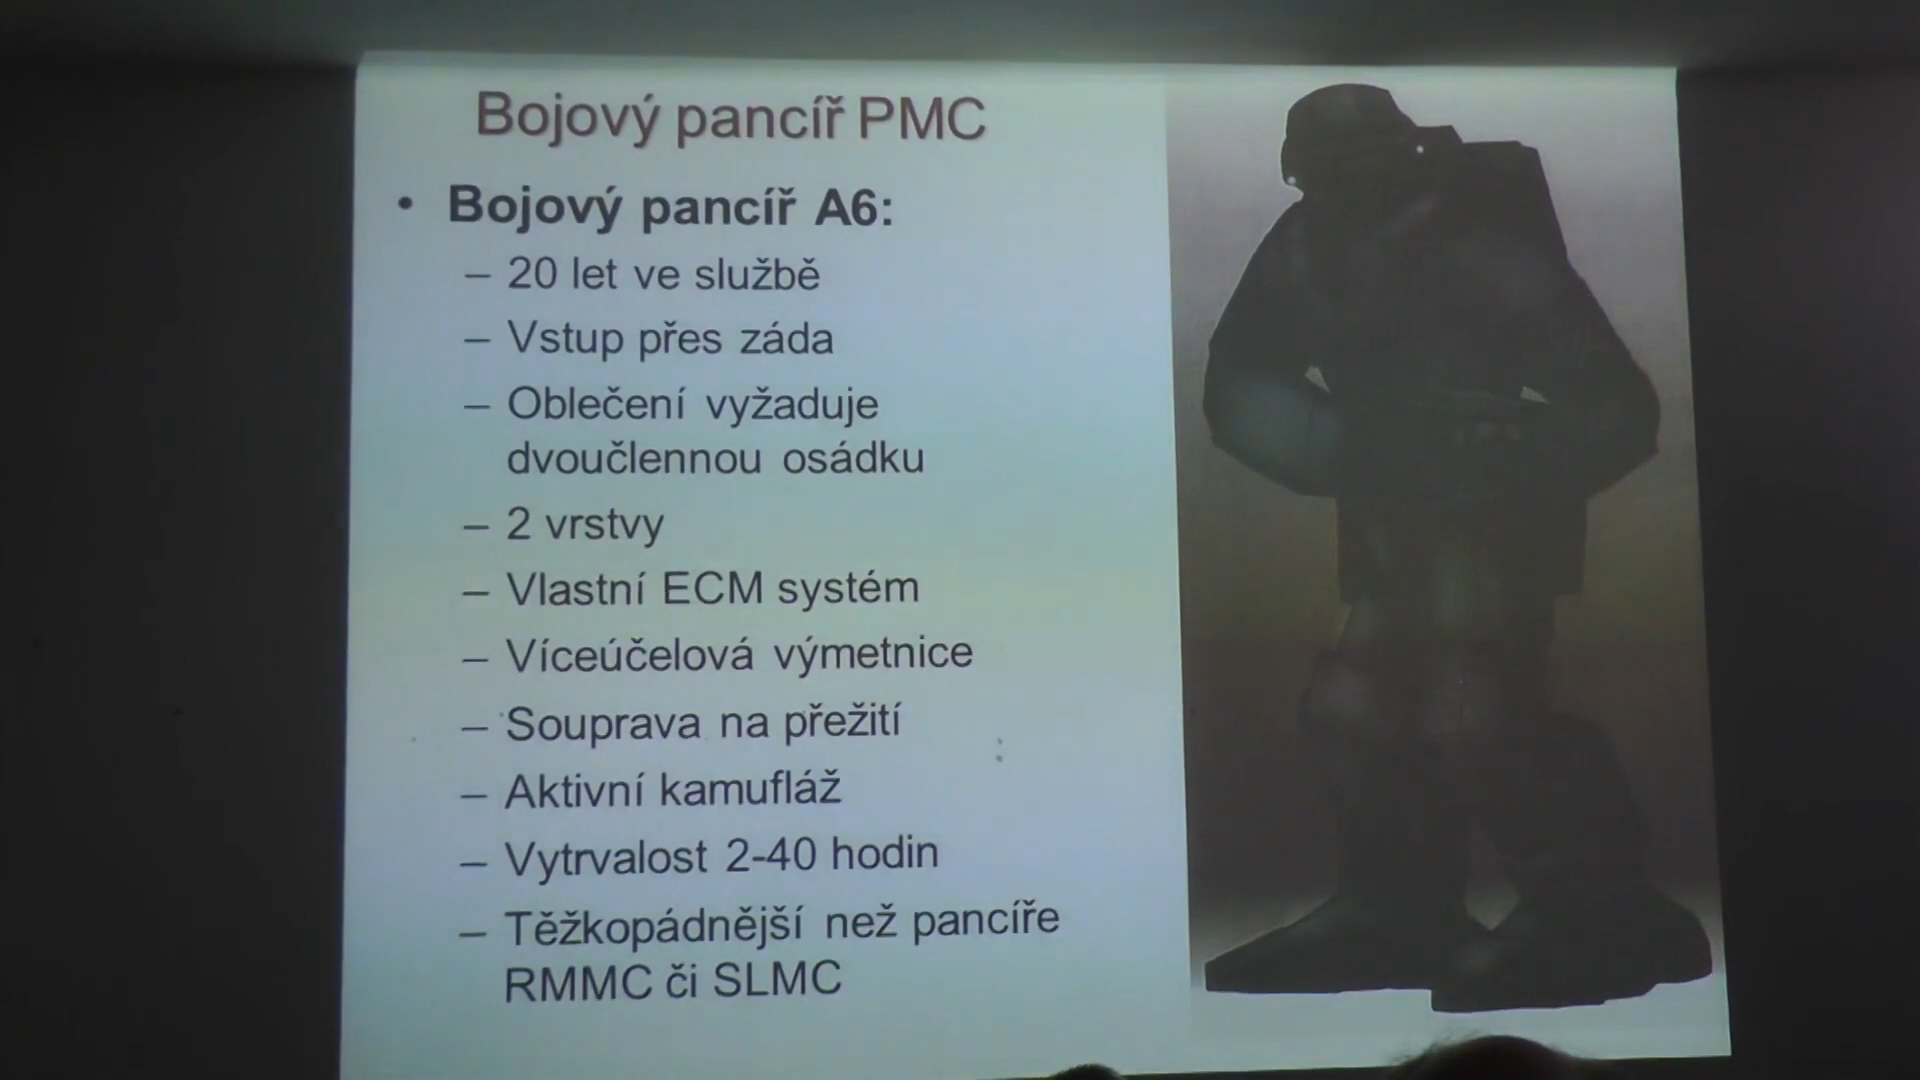 Bojový pancíř PMC
• Bojový pancíř A6:
– 20 let ve službě
– Vstup přes záda
– Oblečení vyžaduje
dvoučlennou osádku
– 2 vrstvy
– Vlastní ECM systém
– Víceúčelová výmetnice
– Souprava na přežití
– Aktivní kamufláž
– Vytrvalost 2-40 hodin
– Těžkopádnější než pancíře
RMMC či SLMC